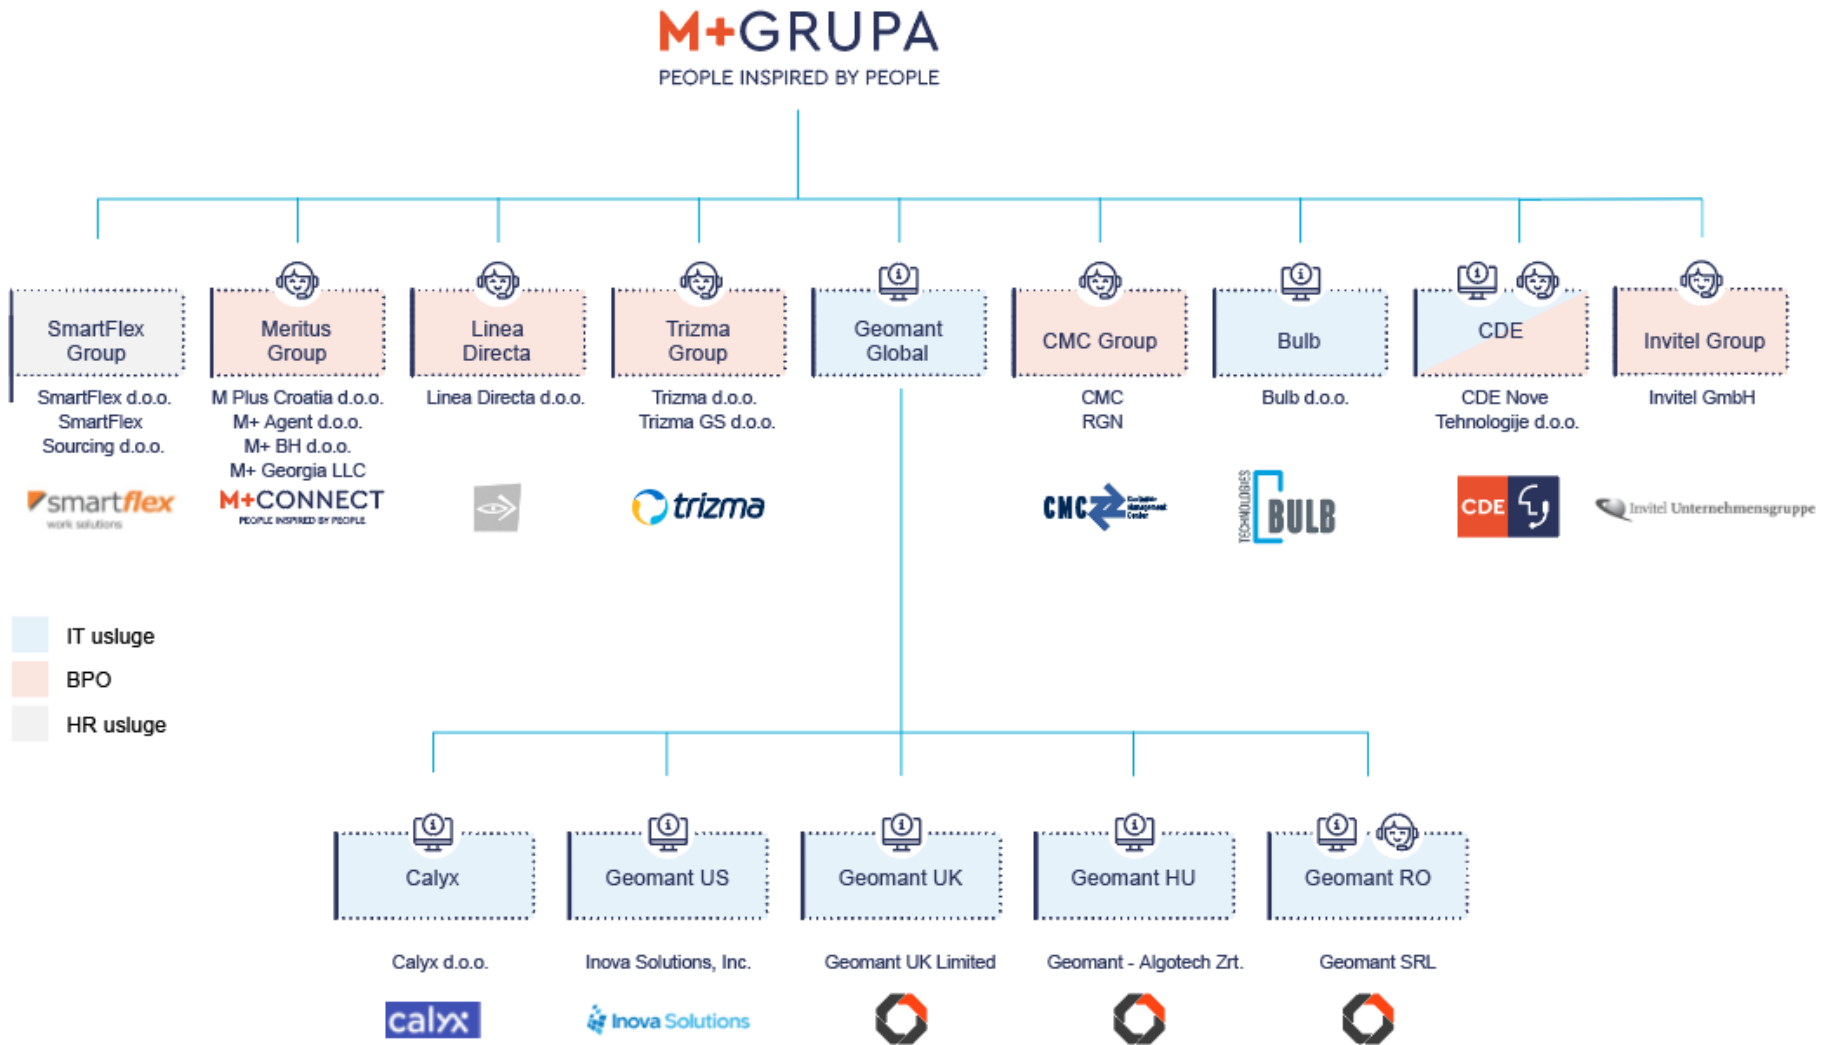 M+GRUPA
PEOPLE INSPIRED BY PEOPLE
SmartFlex
Group
Meritus
Group
Linea
Directa
Trizma
Group
Geomant
Global
CMC Group
Bulb
CDE
Invitel Group
SmartFlex d.o.o.
SmartFlex
Sourcing d.o.o.
M Plus Croatia d.o.o.
M+ Agent d.o.o.
M+ BH d.o.o.
M+ Georgia LLC
Linea Directa d.o.o.
Trizma d.o.o.
Trizma GS d.o.o.
CMC
RGN
Bulb d.o.o.
CDE Nove
Tehnologije d.o.o.
Invitel GmbH
smartflex
work solutions
M+CONNECT
PEOPLE INSPIRED BY PEOPLE
trizma
CMC
Customer
Management
Center
TECHNOLOGIES
BULB
CDE
Invitel Unternehmensgruppe
IT usluge
BPO
HR usluge
Calyx
Geomant US
Geomant UK
Geomant HU
Geomant RO
Calyx d.o.o.
Inova Solutions, Inc.
Geomant UK Limited
Geomant - Algotech Zrt.
Geomant SRL
calyx
Inova Solutions